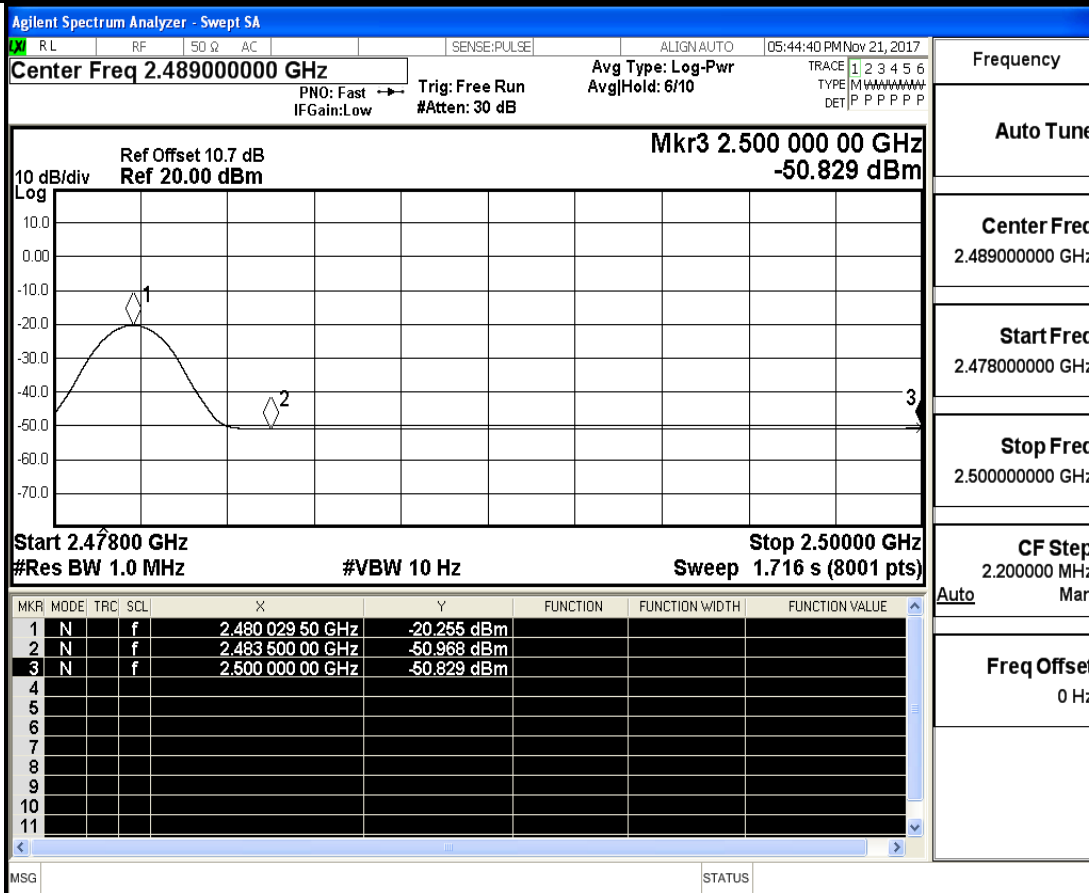 Agilent Spectrum Analyzer - Swept SA
LXI RL RF 50 Ω AC SENSE:PULSE ALIGN AUTO 05:44:40 PM Nov 21, 2017
Center Freq 2.489000000 GHz
PNO: Fast
IFGain:Low
Trig: Free Run
#Atten: 30 dB
Avg Type: Log-Pwr
Avg|Hold: 6/10
TRACE 1 2 3 4 5 6
TYPE M W W W W W
DET P P P P P P
Mkr3 2.500 000 00 GHz
-50.829 dBm
Ref Offset 10.7 dB
10 dB/div Ref 20.00 dBm
Log
10.0
0.00
-10.0
-20.0
-30.0
-40.0
-50.0
-60.0
-70.0
1
2
3
Start 2.47800 GHz Stop 2.50000 GHz
#Res BW 1.0 MHz #VBW 10 Hz Sweep 1.716 s (8001 pts)
MKR MODE TRC SCL X Y FUNCTION FUNCTION WIDTH FUNCTION VALUE
1 N f 2.480 029 50 GHz -20.255 dBm
2 N f 2.483 500 00 GHz -50.968 dBm
3 N f 2.500 000 00 GHz -50.829 dBm
4
5
6
7
8
9
10
11
MSG STATUS
Frequency
Auto Tune
Center Freq
2.489000000 GHz
Start Freq
2.478000000 GHz
Stop Freq
2.500000000 GHz
CF Step
2.200000 MHz
Auto Man
Freq Offset
0 Hz